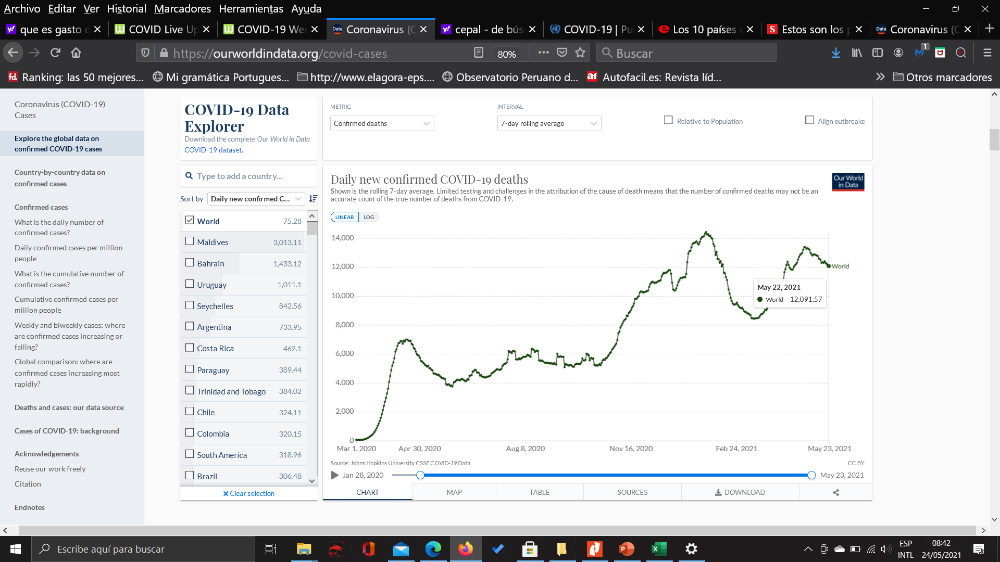 Archivo Editar Ver Historial Marcadores Herramientas Ayuda
que es gasto d
COVID Live Up
COVID-19 Wee
Coronavirus (C
cepal - de bús
COVID-19 | Pu
Los 10 países c
Estos son los p
Coronavirus (C
https://ourworldindata.org/covid-cases
80%
Buscar
1
Ranking: las 50 mejores...
Mi gramática Portugues...
http://www.elagora-eps....
Observatorio Peruano d...
Autofacil.es: Revista líd...
Otros marcadores
Coronavirus (COVID-19)
Cases
Explore the global data on
confirmed COVID-19 cases
Country-by-country data on
confirmed cases
Confirmed cases
What is the daily number of
confirmed cases?
Daily confirmed cases per million
people
What is the cumulative number of
confirmed cases?
Cumulative confirmed cases per
million people
Weekly and biweekly cases: where
are confirmed cases increasing or
falling?
Global comparison: where are
confirmed cases increasing most
rapidly?
Deaths and cases: our data source
Cases of COVID-19: background
Acknowledgements
Reuse our work freely
Citation
Endnotes
COVID-19 Data
Explorer
Download the complete Our World in Data
COVID-19 dataset.
METRIC
Confirmed deaths
INTERVAL
7-day rolling average
Relative to Population
Align outbreaks
Type to add a country...
Sort by Daily new confirmed C...
World 75.28
Maldives 3,013.11
Bahrain 1,433.12
Uruguay 1,011.1
Seychelles 842.56
Argentina 733.95
Costa Rica 462.1
Paraguay 389.44
Trinidad and Tobago 384.02
Chile 324.11
Colombia 320.15
South America 318.96
Brazil 306.48
Clear selection
Daily new confirmed COVID-19 deaths
Shown is the rolling 7-day average. Limited testing and challenges in the attribution of the cause of death means that the number of confirmed deaths may not be an
accurate count of the true number of deaths from COVID-19.
Our World
in Data
LINEAR LOG
14,000
12,000
10,000
8,000
6,000
4,000
2,000
0
World
May 22, 2021
World 12,091.57
Mar 1, 2020 Apr 30, 2020 Aug 8, 2020 Nov 16, 2020 Feb 24, 2021 May 23, 2021
Source: Johns Hopkins University CSSE COVID-19 Data
CC BY
Jan 28, 2020
May 23, 2021
CHART MAP TABLE SOURCES DOWNLOAD
Escribe aquí para buscar
ESP
INTL
08:42
24/05/2021